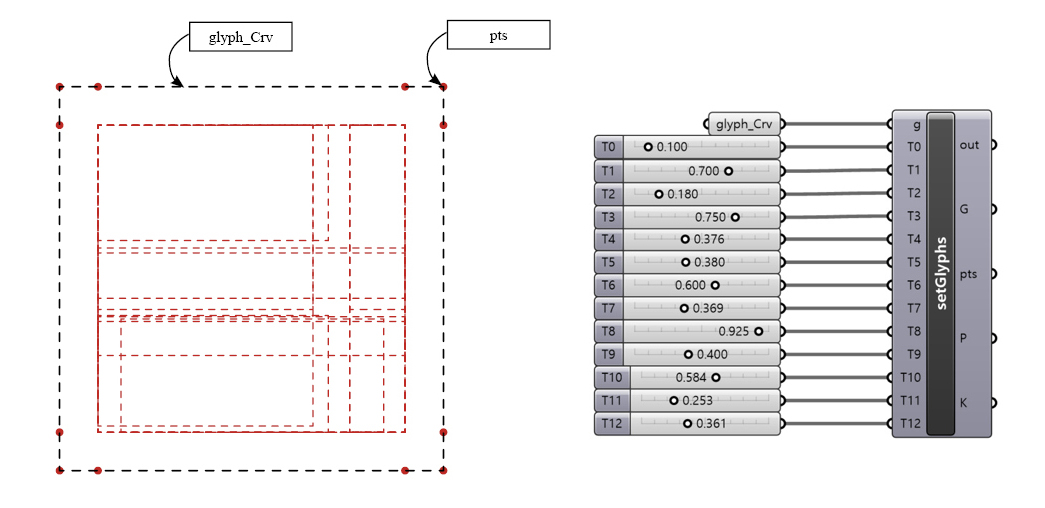 glyph_Crv
pts
glyph_Crv
g
T0 0.100 T0
T1 0.700 T1
T2 0.180 T2
T3 0.750 T3
T4 0.376 T4
T5 0.380 T5
T6 0.600 T6
T7 0.369 T7
T8 0.925 T8
T9 0.400 T9
T10 0.584 T10
T11 0.253 T11
T12 0.361 T12
setGlyphs
out
G
pts
P
K